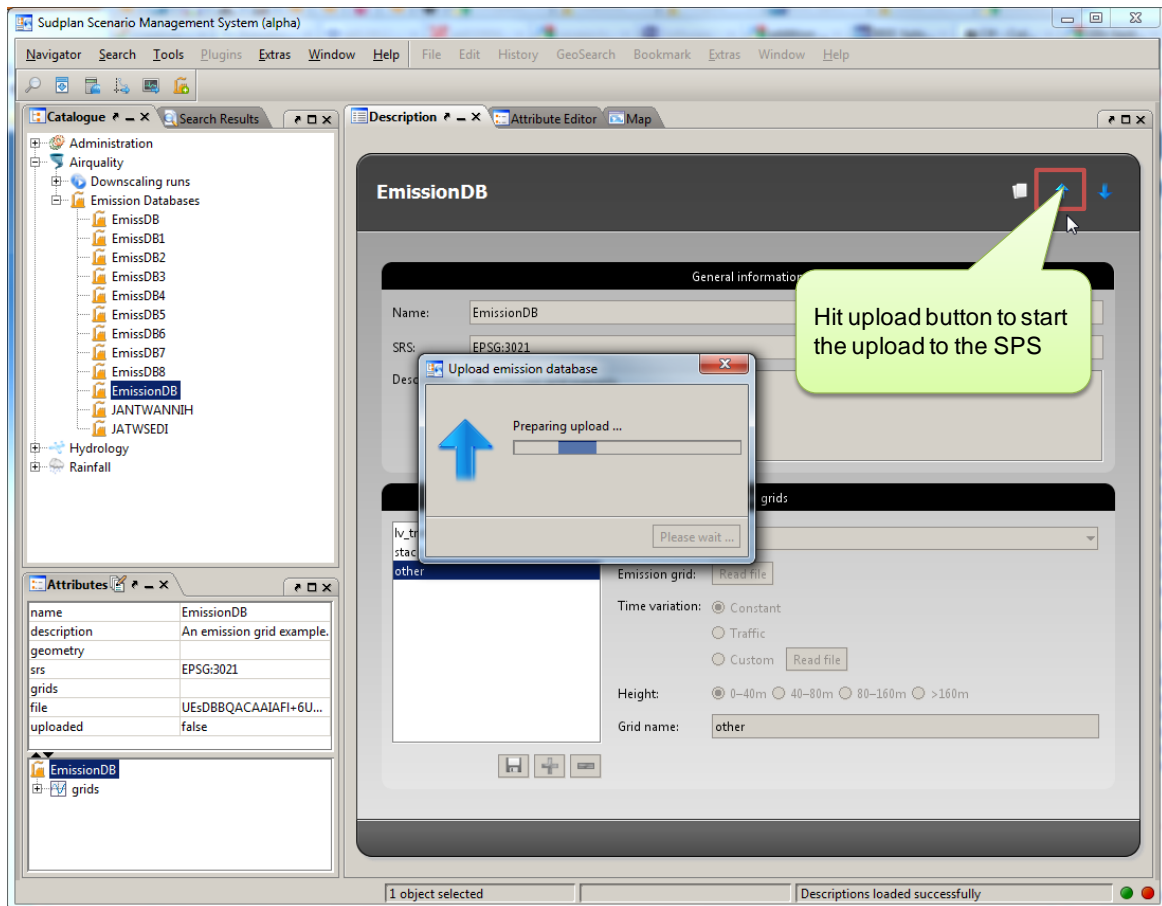 Sudplan Scenario Management System (alpha)
Navigator Search Tools Plugins Extras Window Help File Edit History GeoSearch Bookmark Extras Window Help
Catalogue
Search Results
Administration
Airquality
Downscaling runs
Emission Databases
EmissDB
EmissDB1
EmissDB2
EmissDB3
EmissDB4
EmissDB5
EmissDB6
EmissDB7
EmissDB8
EmissionDB
JANTWANNIH
JATWSEDI
Hydrology
Rainfall
Attributes
name EmissionDB
description An emission grid example.
geometry
srs EPSG:3021
grids
file UEsDBBQACAAIAFI+6U...
uploaded false
EmissionDB
grids
Description
Attribute Editor
Map
EmissionDB
General information
Name: EmissionDB
SRS: EPSG:3021
Hit upload button to start
the upload to the SPS
Upload emission database
Preparing upload ...
Please wait ...
grids
other
Emission grid: Read file
Time variation: Constant
Traffic
Custom Read file
Height: 0-40m 40-80m 80-160m >160m
Grid name: other
1 object selected
Descriptions loaded successfully